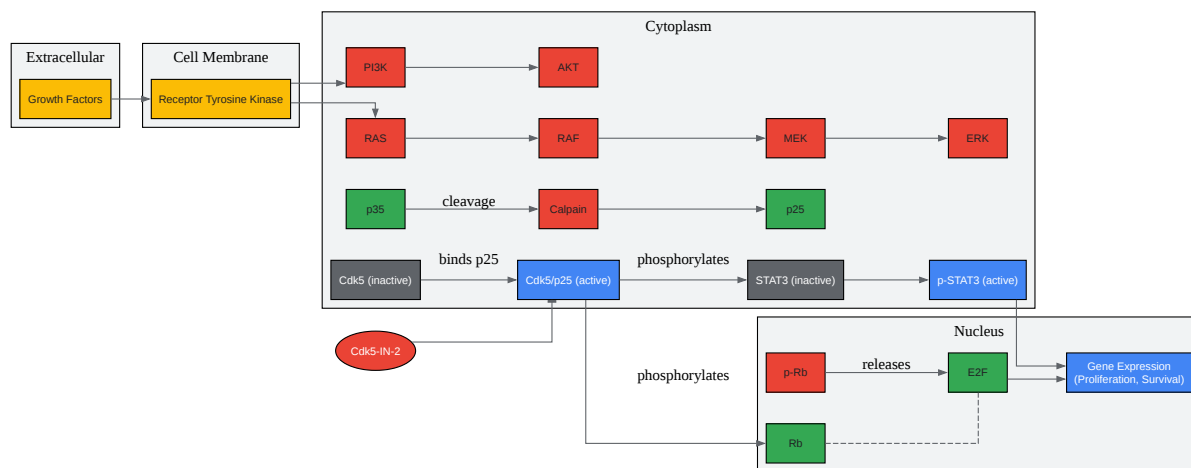 Cytoplasm
Extracellular
Cell Membrane
PI3K
AKT
Growth Factors
Receptor Tyrosine Kinase
RAS
RAF
MEK
ERK
p35
cleavage
Calpain
p25
binds p25
phosphorylates
Cdk5 (inactive)
Cdk5/p25 (active)
STAT3 (inactive)
p-STAT3 (active)
Nucleus
Cdk5-IN-2
phosphorylates
p-Rb
releases
E2F
Gene Expression
(Proliferation, Survival)
Rb